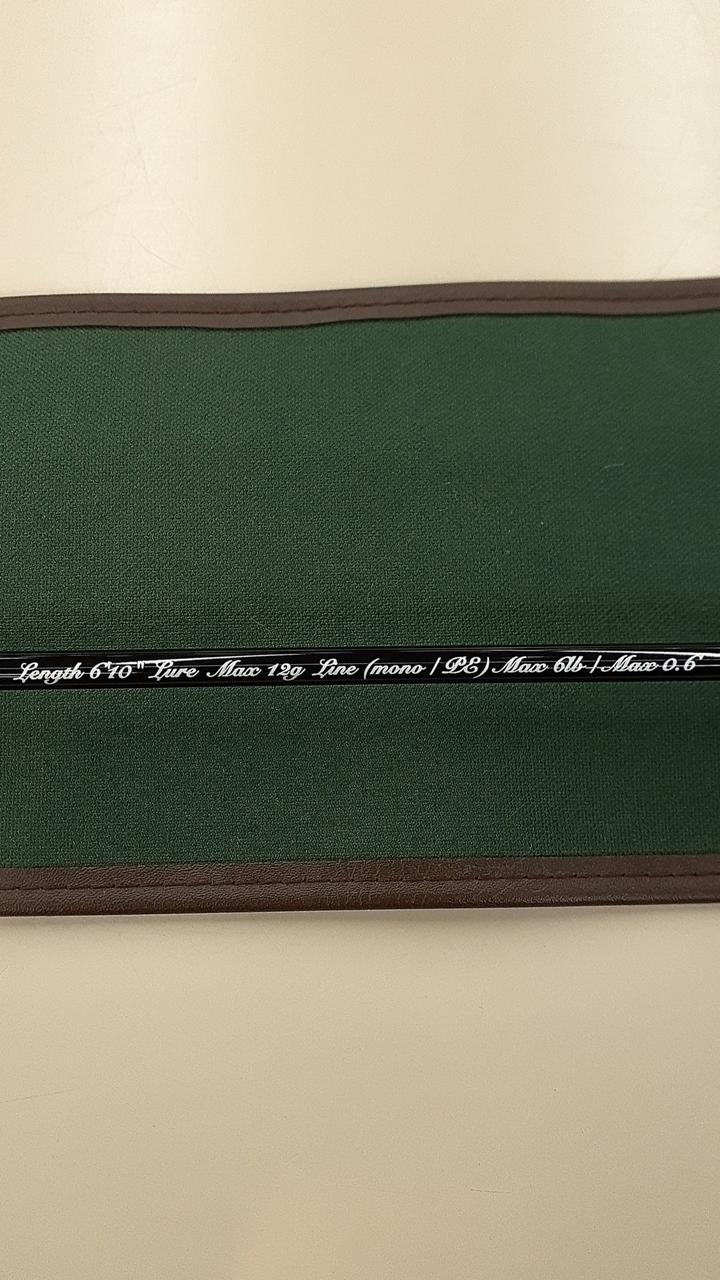 Length 6'10" Lure Max 12g Line (mono / PE) Max 6lb / Max 0.6